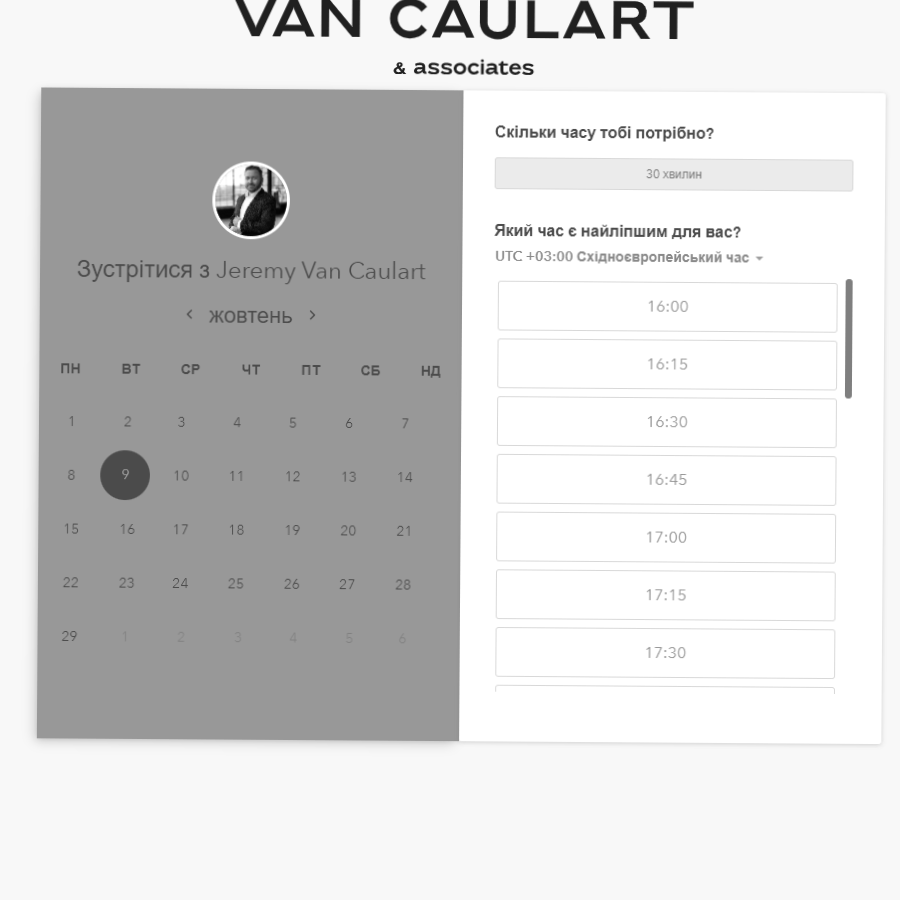 VAN CAULART
& associates
Зустрітися з Jeremy Van Caulart
жовтень
ПН ВТ СР ЧТ ПТ СБ НД
1 2 3 4 5 6 7
8 9 10 11 12 13 14
15 16 17 18 19 20 21
22 23 24 25 26 27 28
29 1 2 3 4 5 6
Скільки часу тобі потрібно?
30 хвилин
Який час є найліпшим для вас?
UTC +03:00 Східноєвропейський час
16:00
16:15
16:30
16:45
17:00
17:15
17:30